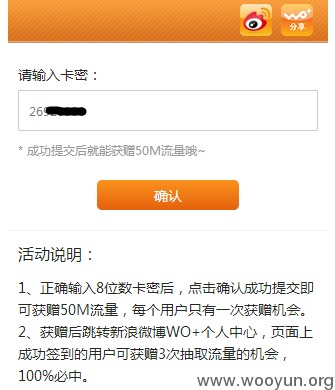 WO+
分享
请输入卡密：
269
* 成功提交后就能获赠50M流量哦~
确认
活动说明：
1、正确输入8位数卡密后，点击确认成功提交即
可获赠50M流量，每个用户只有一次获赠机会。
2、获赠后跳转新浪微博WO+个人中心，页面上
成功签到的用户可获赠3次抽取流量的机会，
100%必中。
www.wooyun.org